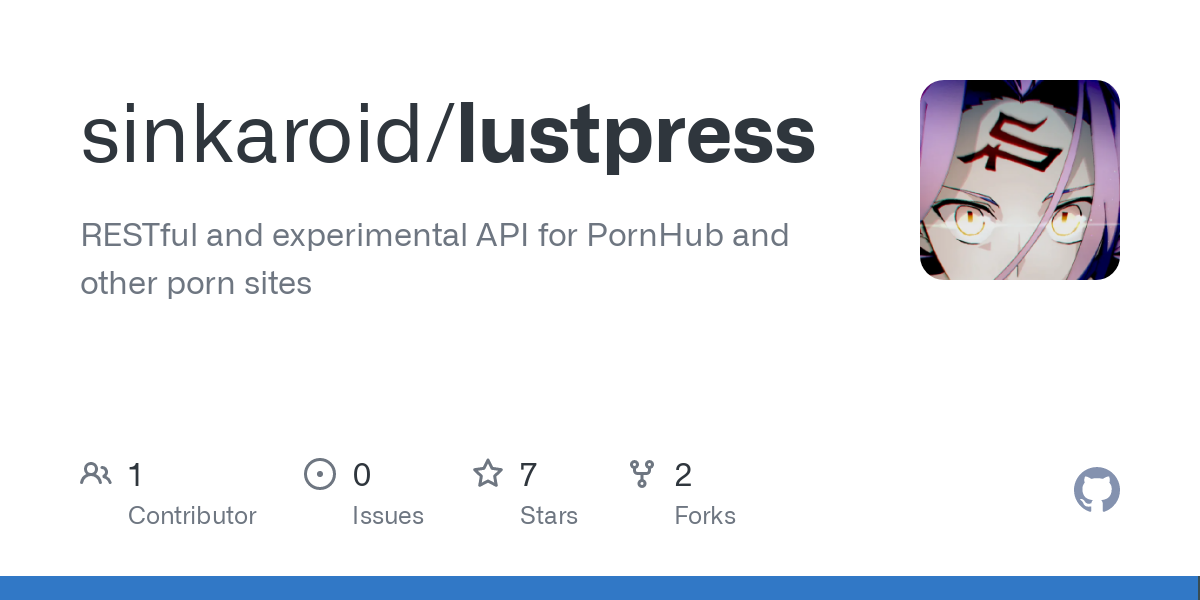 sinkaroid/lustpress
RESTful and experimental API for PornHub and
other porn sites
1
Contributor
0
Issues
7
Stars
2
Forks